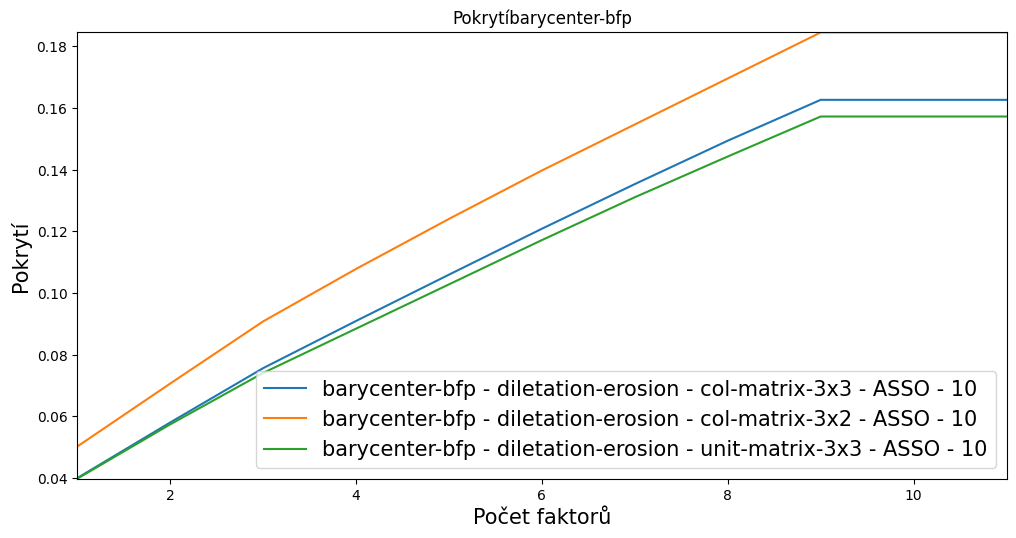 Pokrytíbarycenter-bfp
0.18
0.16
0.14
0.12
0.10
0.08
0.06
0.04
Pokrytí
barycenter-bfp - diletation-erosion - col-matrix-3x3 - ASSO - 10
barycenter-bfp - diletation-erosion - col-matrix-3x2 - ASSO - 10
barycenter-bfp - diletation-erosion - unit-matrix-3x3 - ASSO - 10
2 4 6 8 10
Počet faktorů